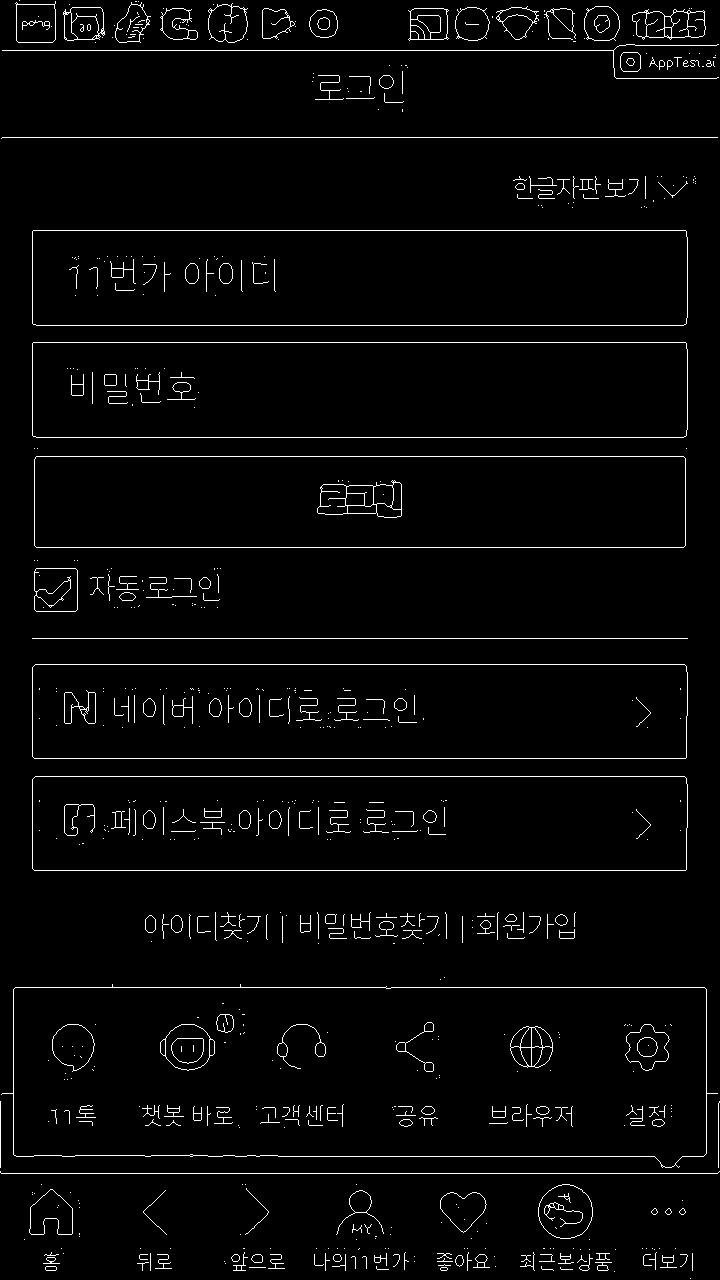 pong 30 12:25
AppTest.ai
로그인
한글자판 보기
11번가 아이디
비밀번호
로그인
자동로그인
네이버 아이디로 로그인
페이스북 아이디로 로그인
아이디찾기 | 비밀번호찾기 | 회원가입
11톡 챗봇 바로 고객센터 공유 브라우저 설정
MY
홈 뒤로 앞으로 나의11번가 좋아요 최근본상품 더보기